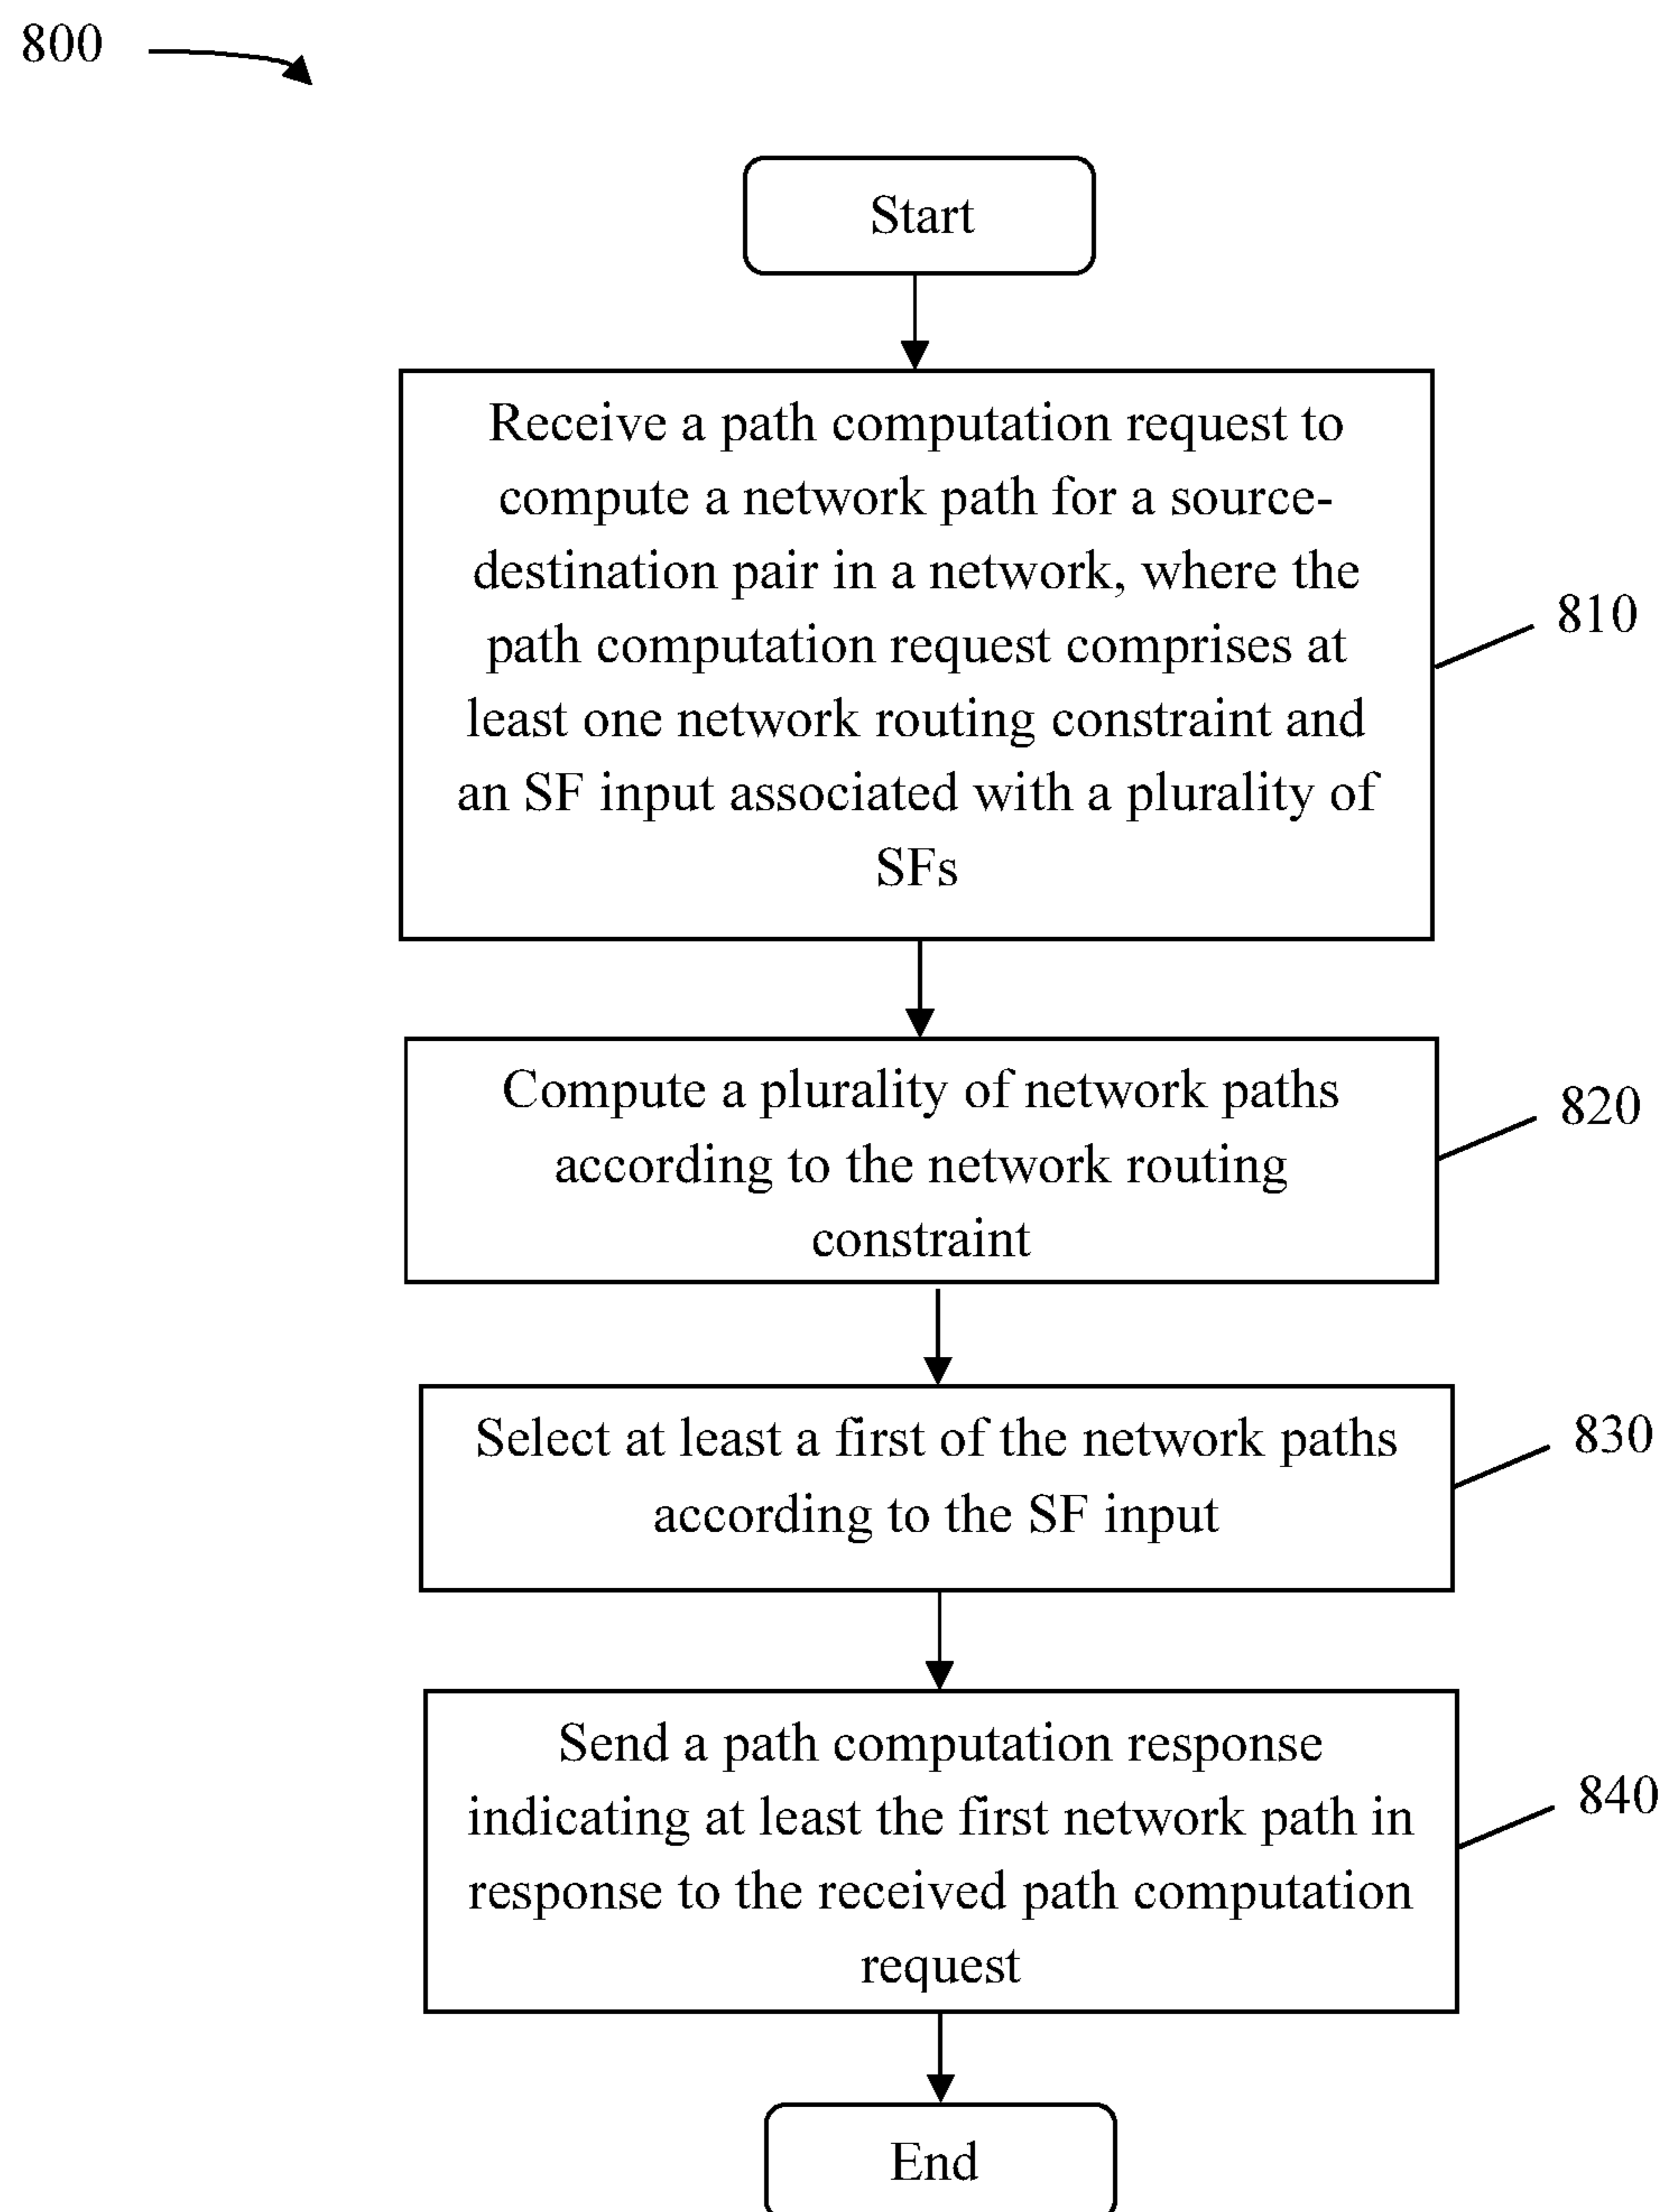 800
Start
Receive a path computation request to
compute a network path for a source-
destination pair in a network, where the
path computation request comprises at
least one network routing constraint and
an SF input associated with a plurality of
SFs
810
Compute a plurality of network paths
according to the network routing
constraint
820
Select at least a first of the network paths
according to the SF input
830
Send a path computation response
indicating at least the first network path in
response to the received path computation
request
840
End